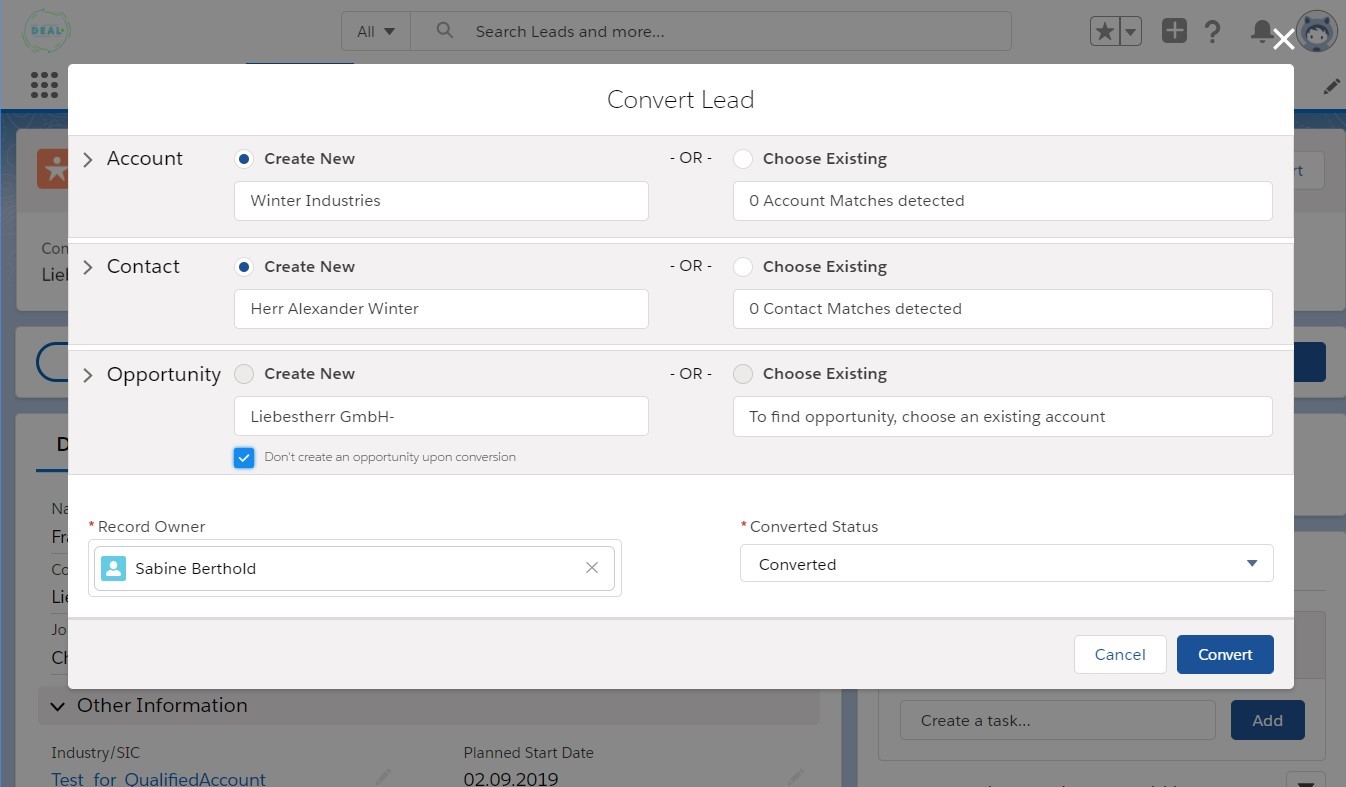 DEAL
All
Search Leads and more...
Convert Lead
Account
Create New
- OR -
Choose Existing
Winter Industries
0 Account Matches detected
Contact
Create New
- OR -
Choose Existing
Herr Alexander Winter
0 Contact Matches detected
Opportunity
Create New
- OR -
Choose Existing
Liebestherr GmbH-
To find opportunity, choose an existing account
Don't create an opportunity upon conversion
* Record Owner
* Converted Status
Sabine Berthold
Converted
Cancel
Convert
Other Information
Create a task...
Add
Industry/SIC
Planned Start Date
Test_for_QualifiedAccount
02.09.2019